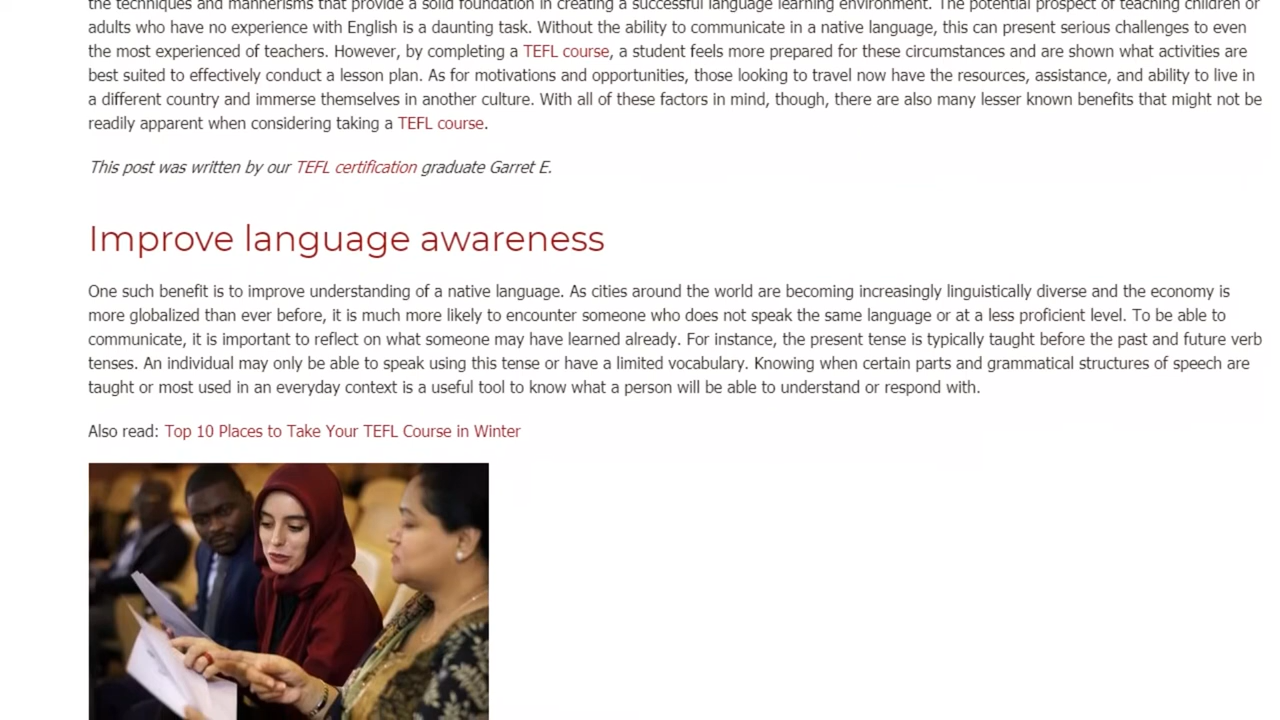 the techniques and mannerisms that provide a solid foundation in creating a successful language learning environment. The potential prospect of teaching children or
adults who have no experience with English is a daunting task. Without the ability to communicate in a native language, this can present serious challenges to even
the most experienced of teachers. However, by completing a TEFL course, a student feels more prepared for these circumstances and are shown what activities are
best suited to effectively conduct a lesson plan. As for motivations and opportunities, those looking to travel now have the resources, assistance, and ability to live in
a different country and immerse themselves in another culture. With all of these factors in mind, though, there are also many lesser known benefits that might not be
readily apparent when considering taking a TEFL course.
This post was written by our TEFL certification graduate Garret E.
Improve language awareness
One such benefit is to improve understanding of a native language. As cities around the world are becoming increasingly linguistically diverse and the economy is
more globalized than ever before, it is much more likely to encounter someone who does not speak the same language or at a less proficient level. To be able to
communicate, it is important to reflect on what someone may have learned already. For instance, the present tense is typically taught before the past and future verb
tenses. An individual may only be able to speak using this tense or have a limited vocabulary. Knowing when certain parts and grammatical structures of speech are
taught or most used in an everyday context is a useful tool to know what a person will be able to understand or respond with.
Also read: Top 10 Places to Take Your TEFL Course in Winter